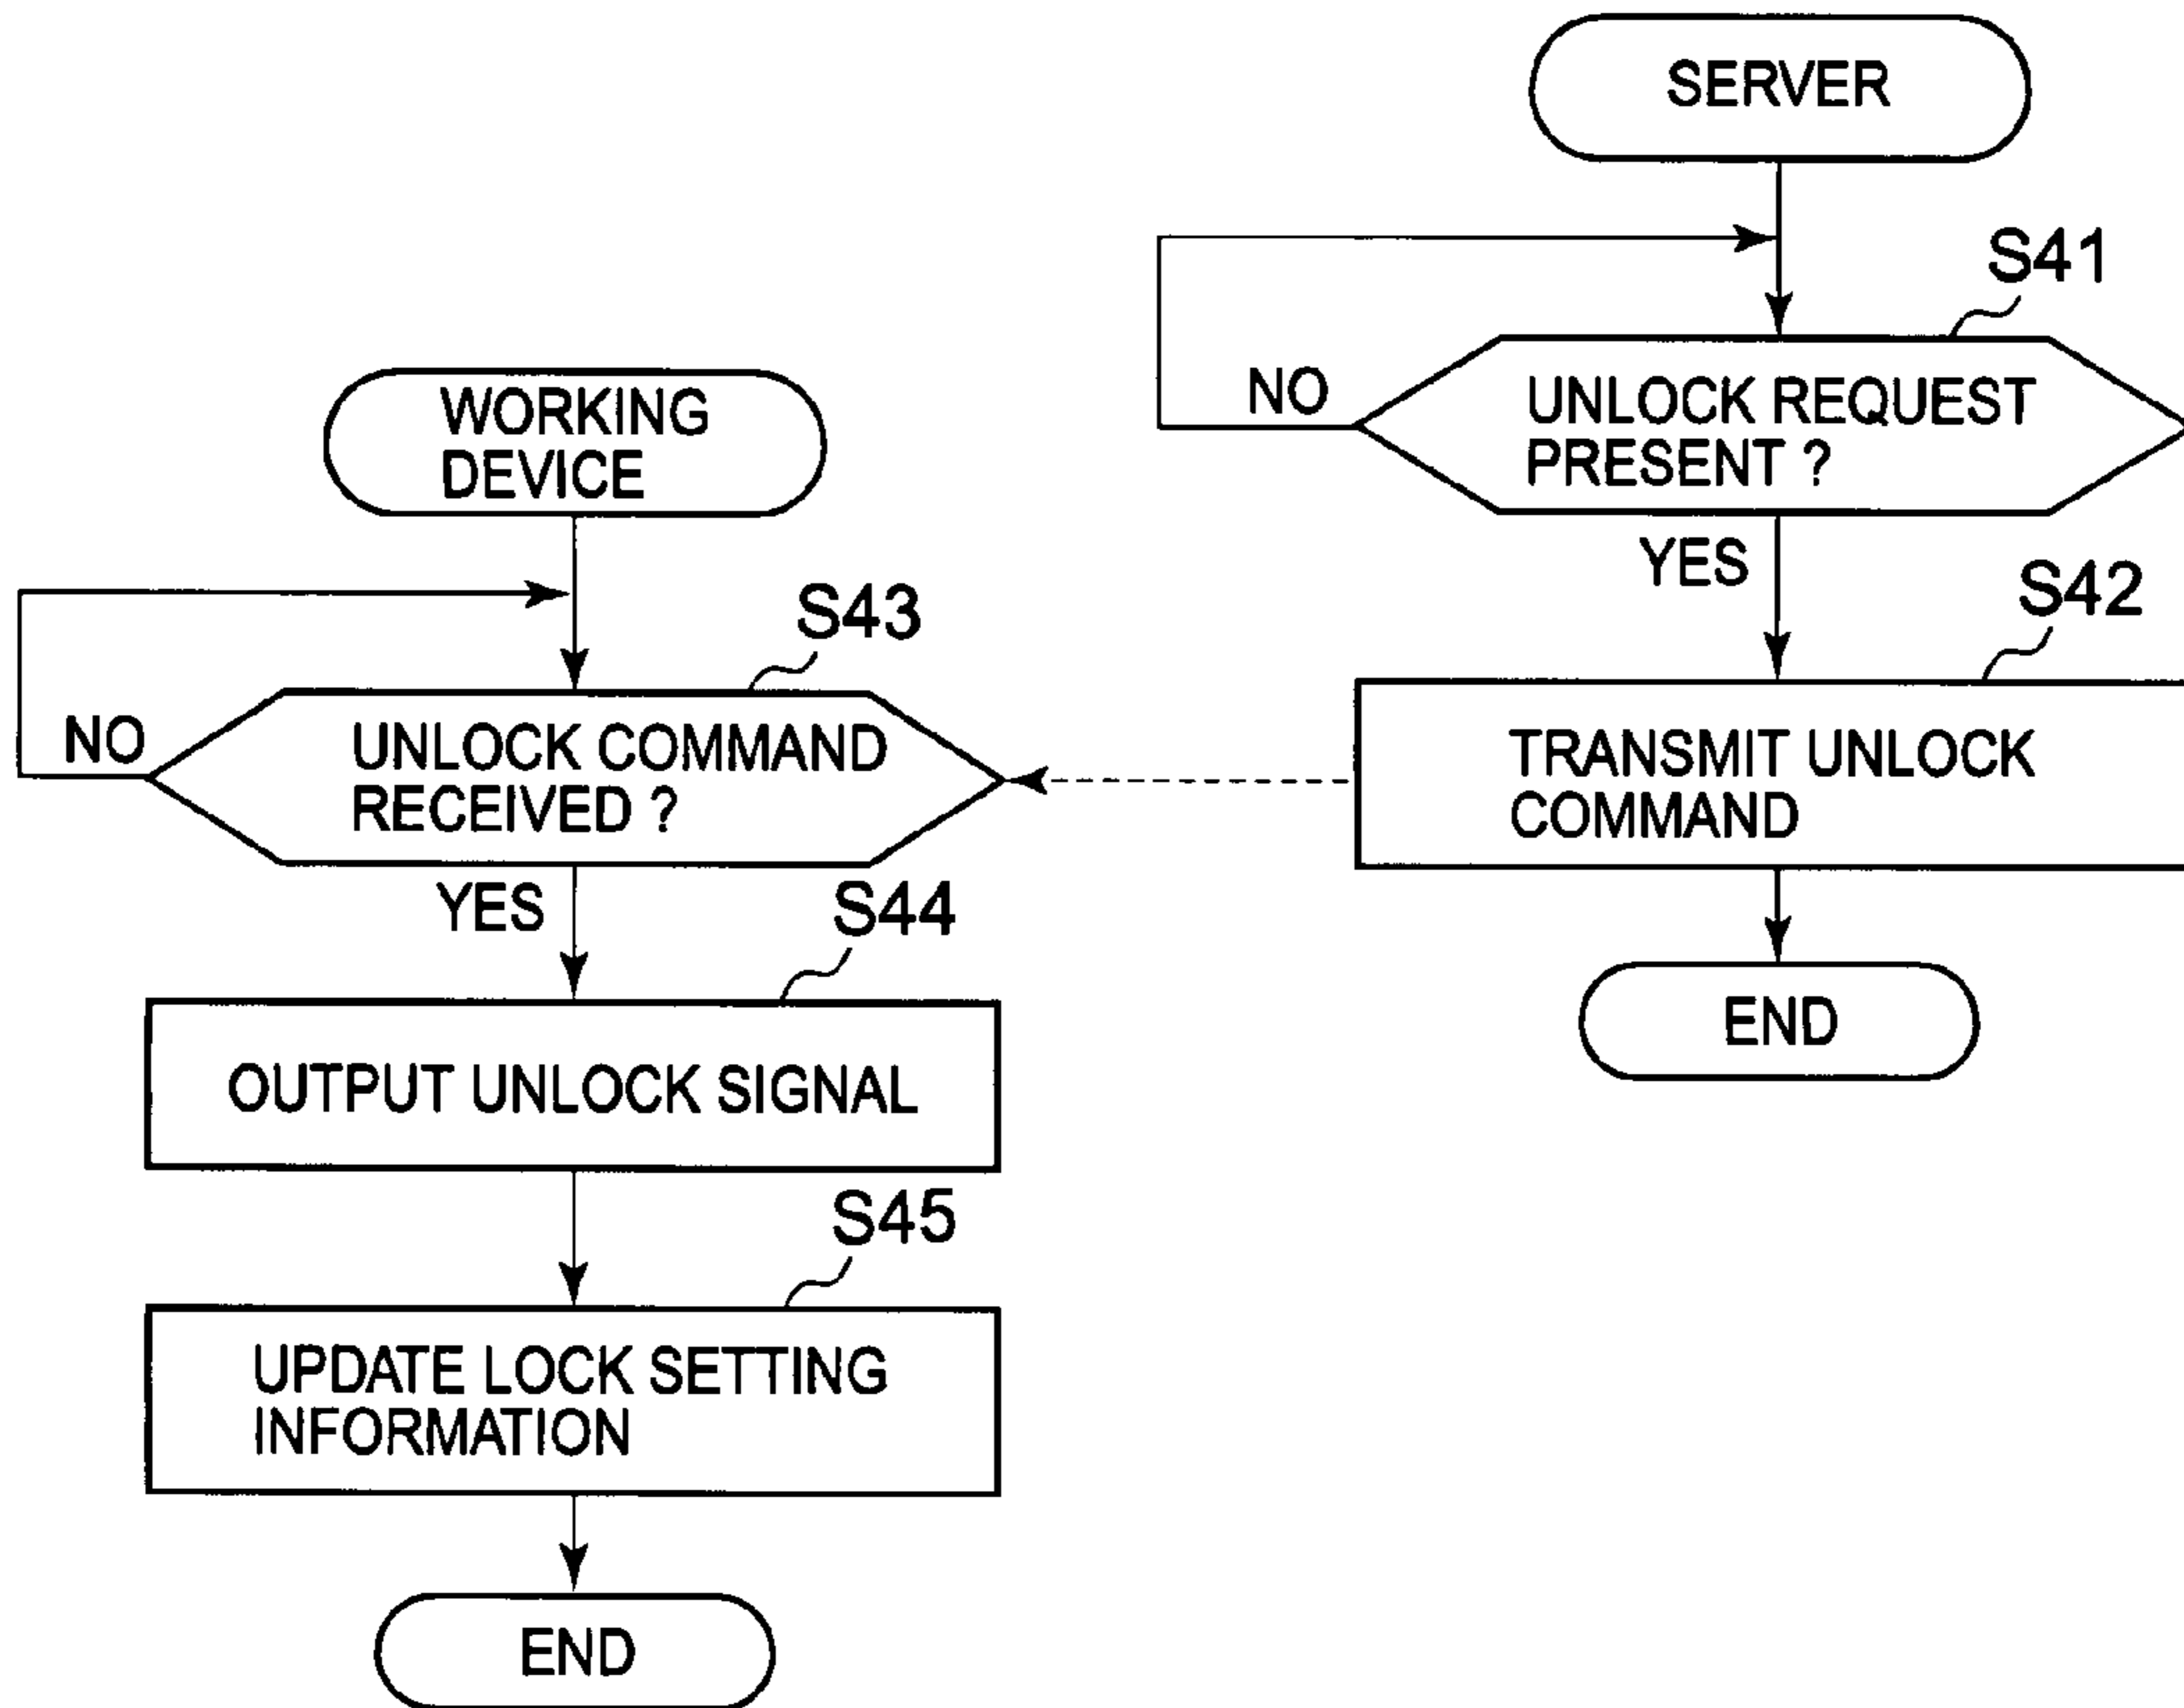 SERVER
S41
NO
UNLOCK REQUEST
PRESENT ?
YES
S42
TRANSMIT UNLOCK
COMMAND
END
WORKING
DEVICE
S43
NO
UNLOCK COMMAND
RECEIVED ?
YES
S44
OUTPUT UNLOCK SIGNAL
S45
UPDATE LOCK SETTING
INFORMATION
END